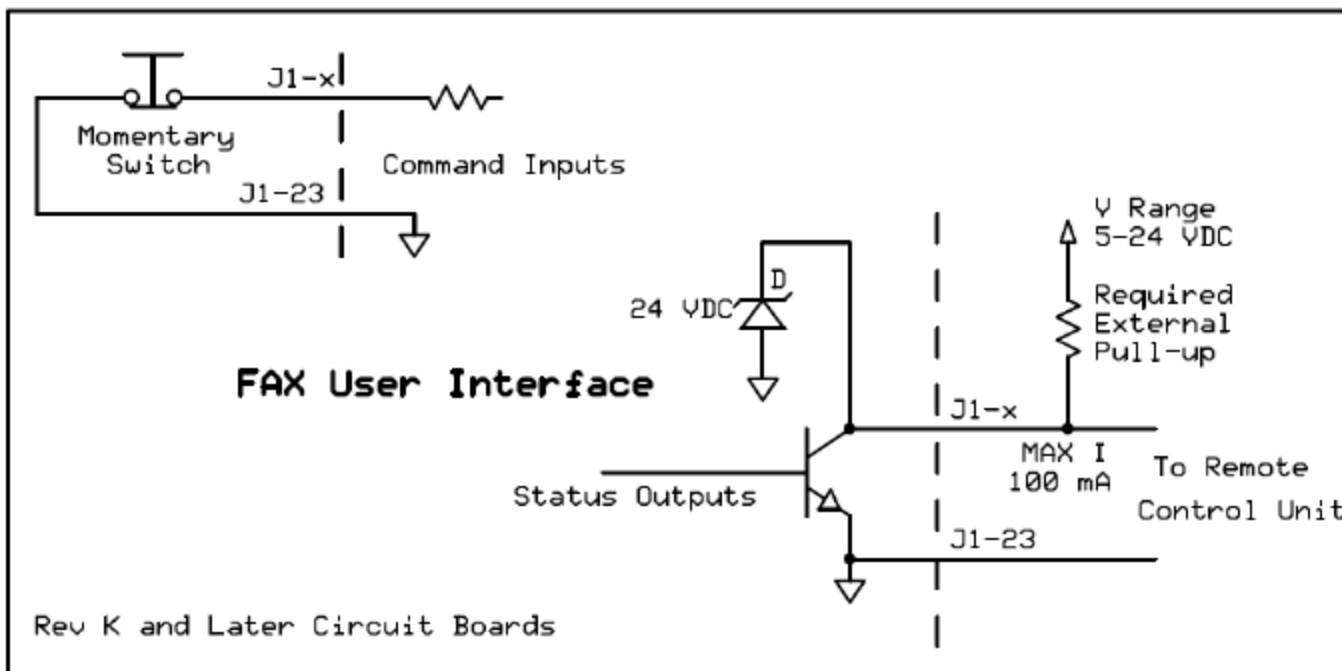 J1-x
Momentary
Switch
Command Inputs
J1-23
V Range
5-24 VDC
D
24 VDC
Required
External
Pull-up
FAX User Interface
J1-x
MAX I
100 mA
To Remote
Control Unit
Status Outputs
J1-23
Rev K and Later Circuit Boards